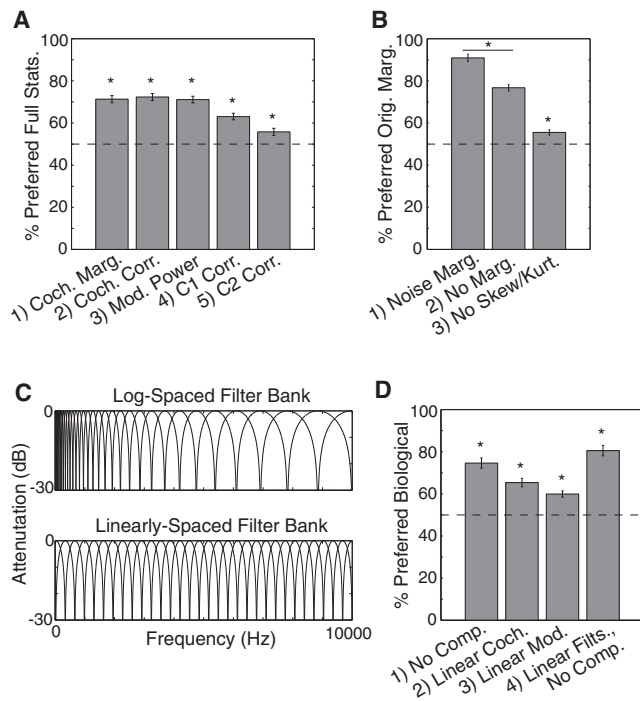 A
% Preferred Full Stats.
100
80
60
40
20
0
* * * * *
1) Coch. Marg.
2) Coch. Corr.
3) Mod. Power
4) C1 Corr.
5) C2 Corr.
B
% Preferred Orig. Marg.
100
80
60
40
20
0
*
*
1) Noise Marg.
2) No Marg.
3) No Skew/Kurt.
C
Log-Spaced Filter Bank
0
-30
Attenutation (dB)
Linearly-Spaced Filter Bank
0
-30
0
10000
Frequency (Hz)
D
% Preferred Biological
100
80
60
40
20
0
* * * *
1) No Comp.
2) Linear Coch.
3) Linear Mod.
4) Linear Filts.,
No Comp.